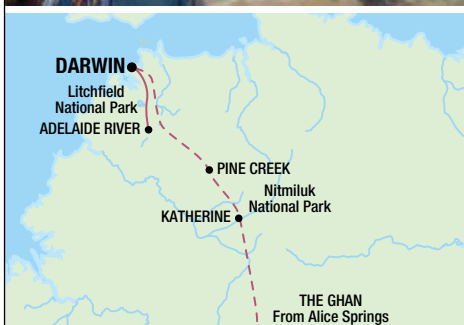 DARWIN
Litchfield
National Park
ADELAIDE RIVER
PINE CREEK
Nitmiluk
National Park
KATHERINE
THE GHAN
From Alice Springs